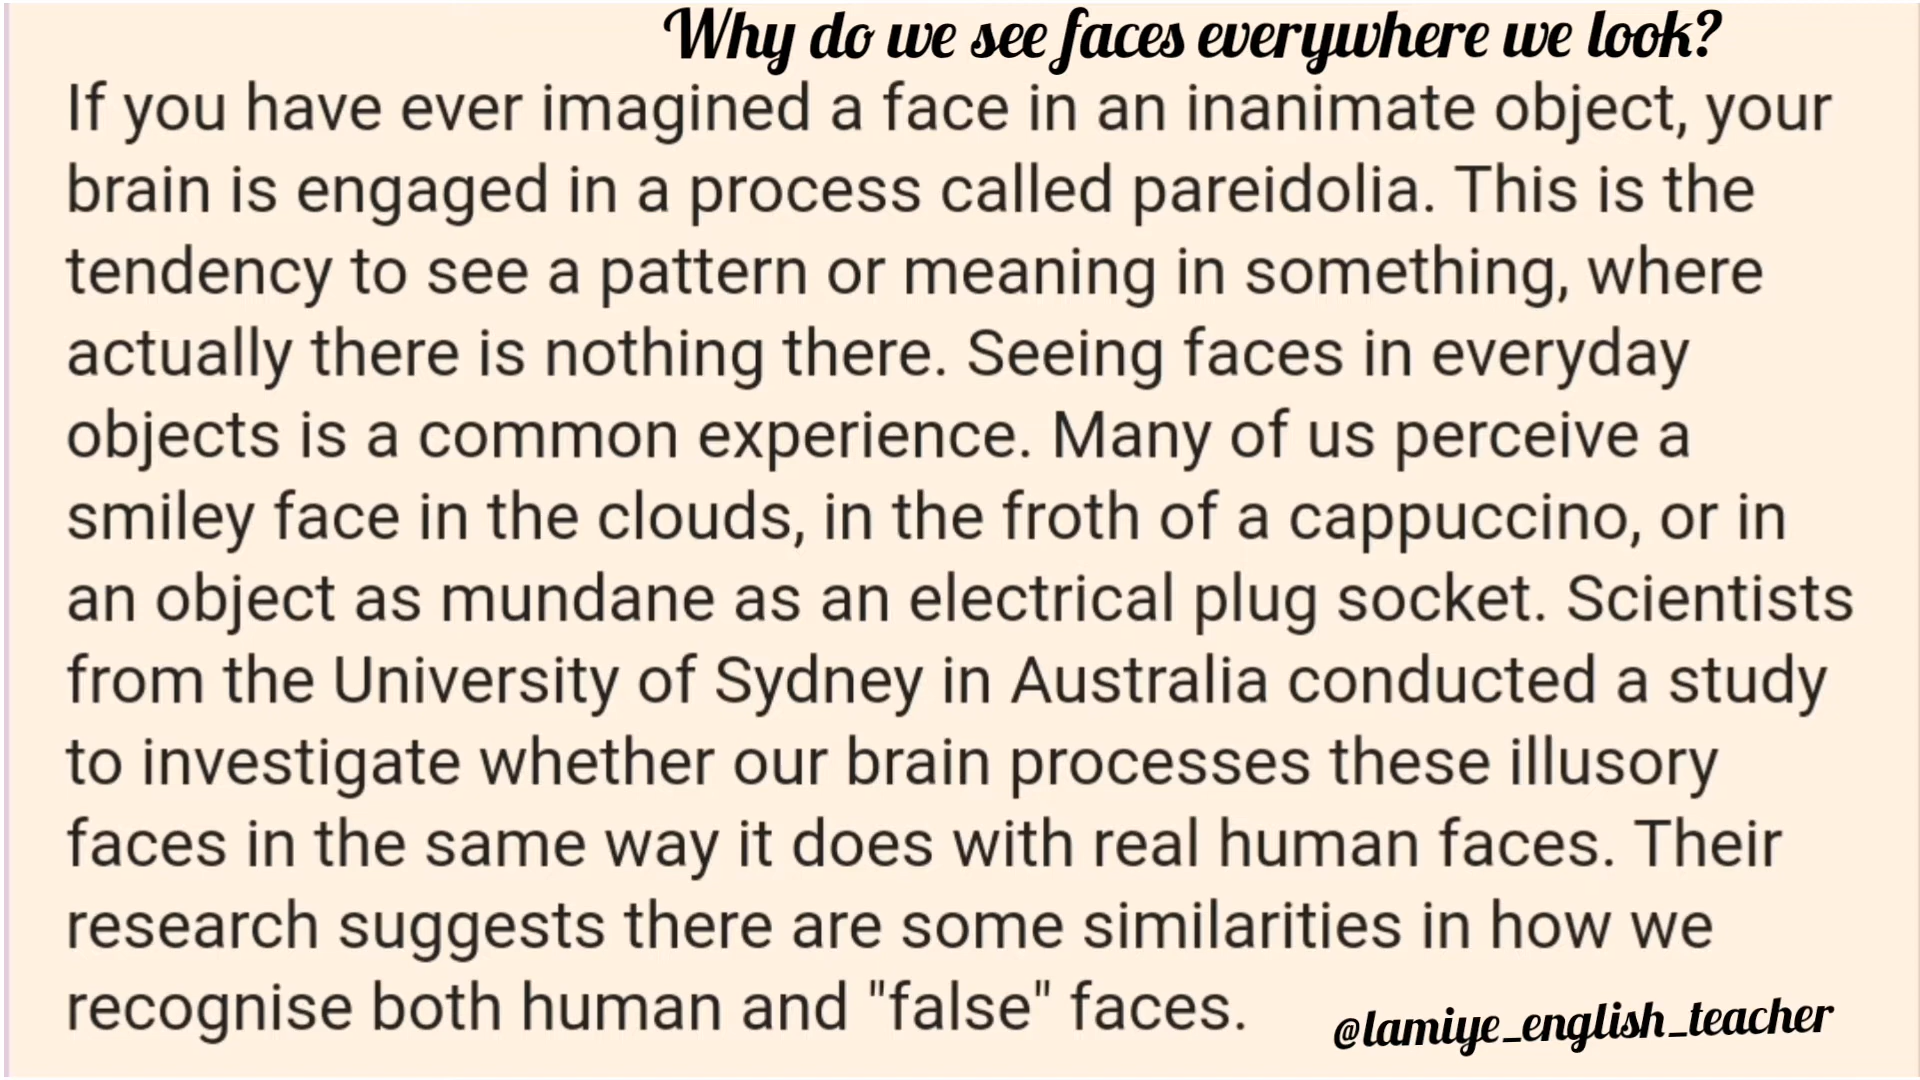 Why do we see faces everywhere we look?
If you have ever imagined a face in an inanimate object, your
brain is engaged in a process called pareidolia. This is the
tendency to see a pattern or meaning in something, where
actually there is nothing there. Seeing faces in everyday
objects is a common experience. Many of us perceive a
smiley face in the clouds, in the froth of a cappuccino, or in
an object as mundane as an electrical plug socket. Scientists
from the University of Sydney in Australia conducted a study
to investigate whether our brain processes these illusory
faces in the same way it does with real human faces. Their
research suggests there are some similarities in how we
recognise both human and "false" faces.
@lamiye_english_teacher